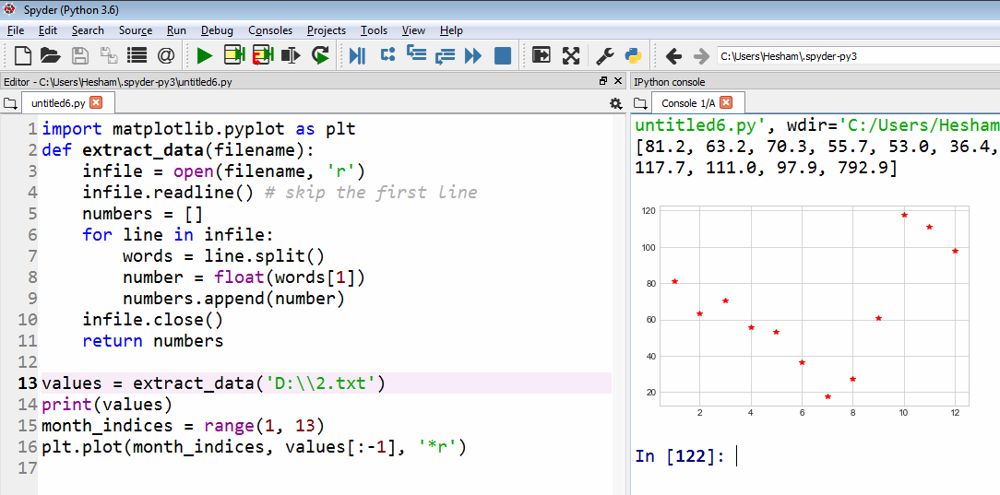 Spyder (Python 3.6)
File Edit Search Source Run Debug Consoles Projects Tools View Help
C:\Users\Hesham\.spyder-py3
Editor - C:\Users\Hesham\.spyder-py3\untitled6.py
untitled6.py
1 import matplotlib.pyplot as plt
2 def extract_data(filename):
3     infile = open(filename, 'r')
4     infile.readline() # skip the first line
5     numbers = []
6     for line in infile:
7         words = line.split()
8         number = float(words[1])
9         numbers.append(number)
10     infile.close()
11     return numbers
12
13 values = extract_data('D:\\2.txt')
14 print(values)
15 month_indices = range(1, 13)
16 plt.plot(month_indices, values[:-1], '*r')
17
IPython console
Console 1/A
untitled6.py', wdir='C:/Users/Hesham
[81.2, 63.2, 70.3, 55.7, 53.0, 36.4,
117.7, 111.0, 97.9, 792.9]
120
100
80
60
40
20
2 4 6 8 10 12
In [122]: